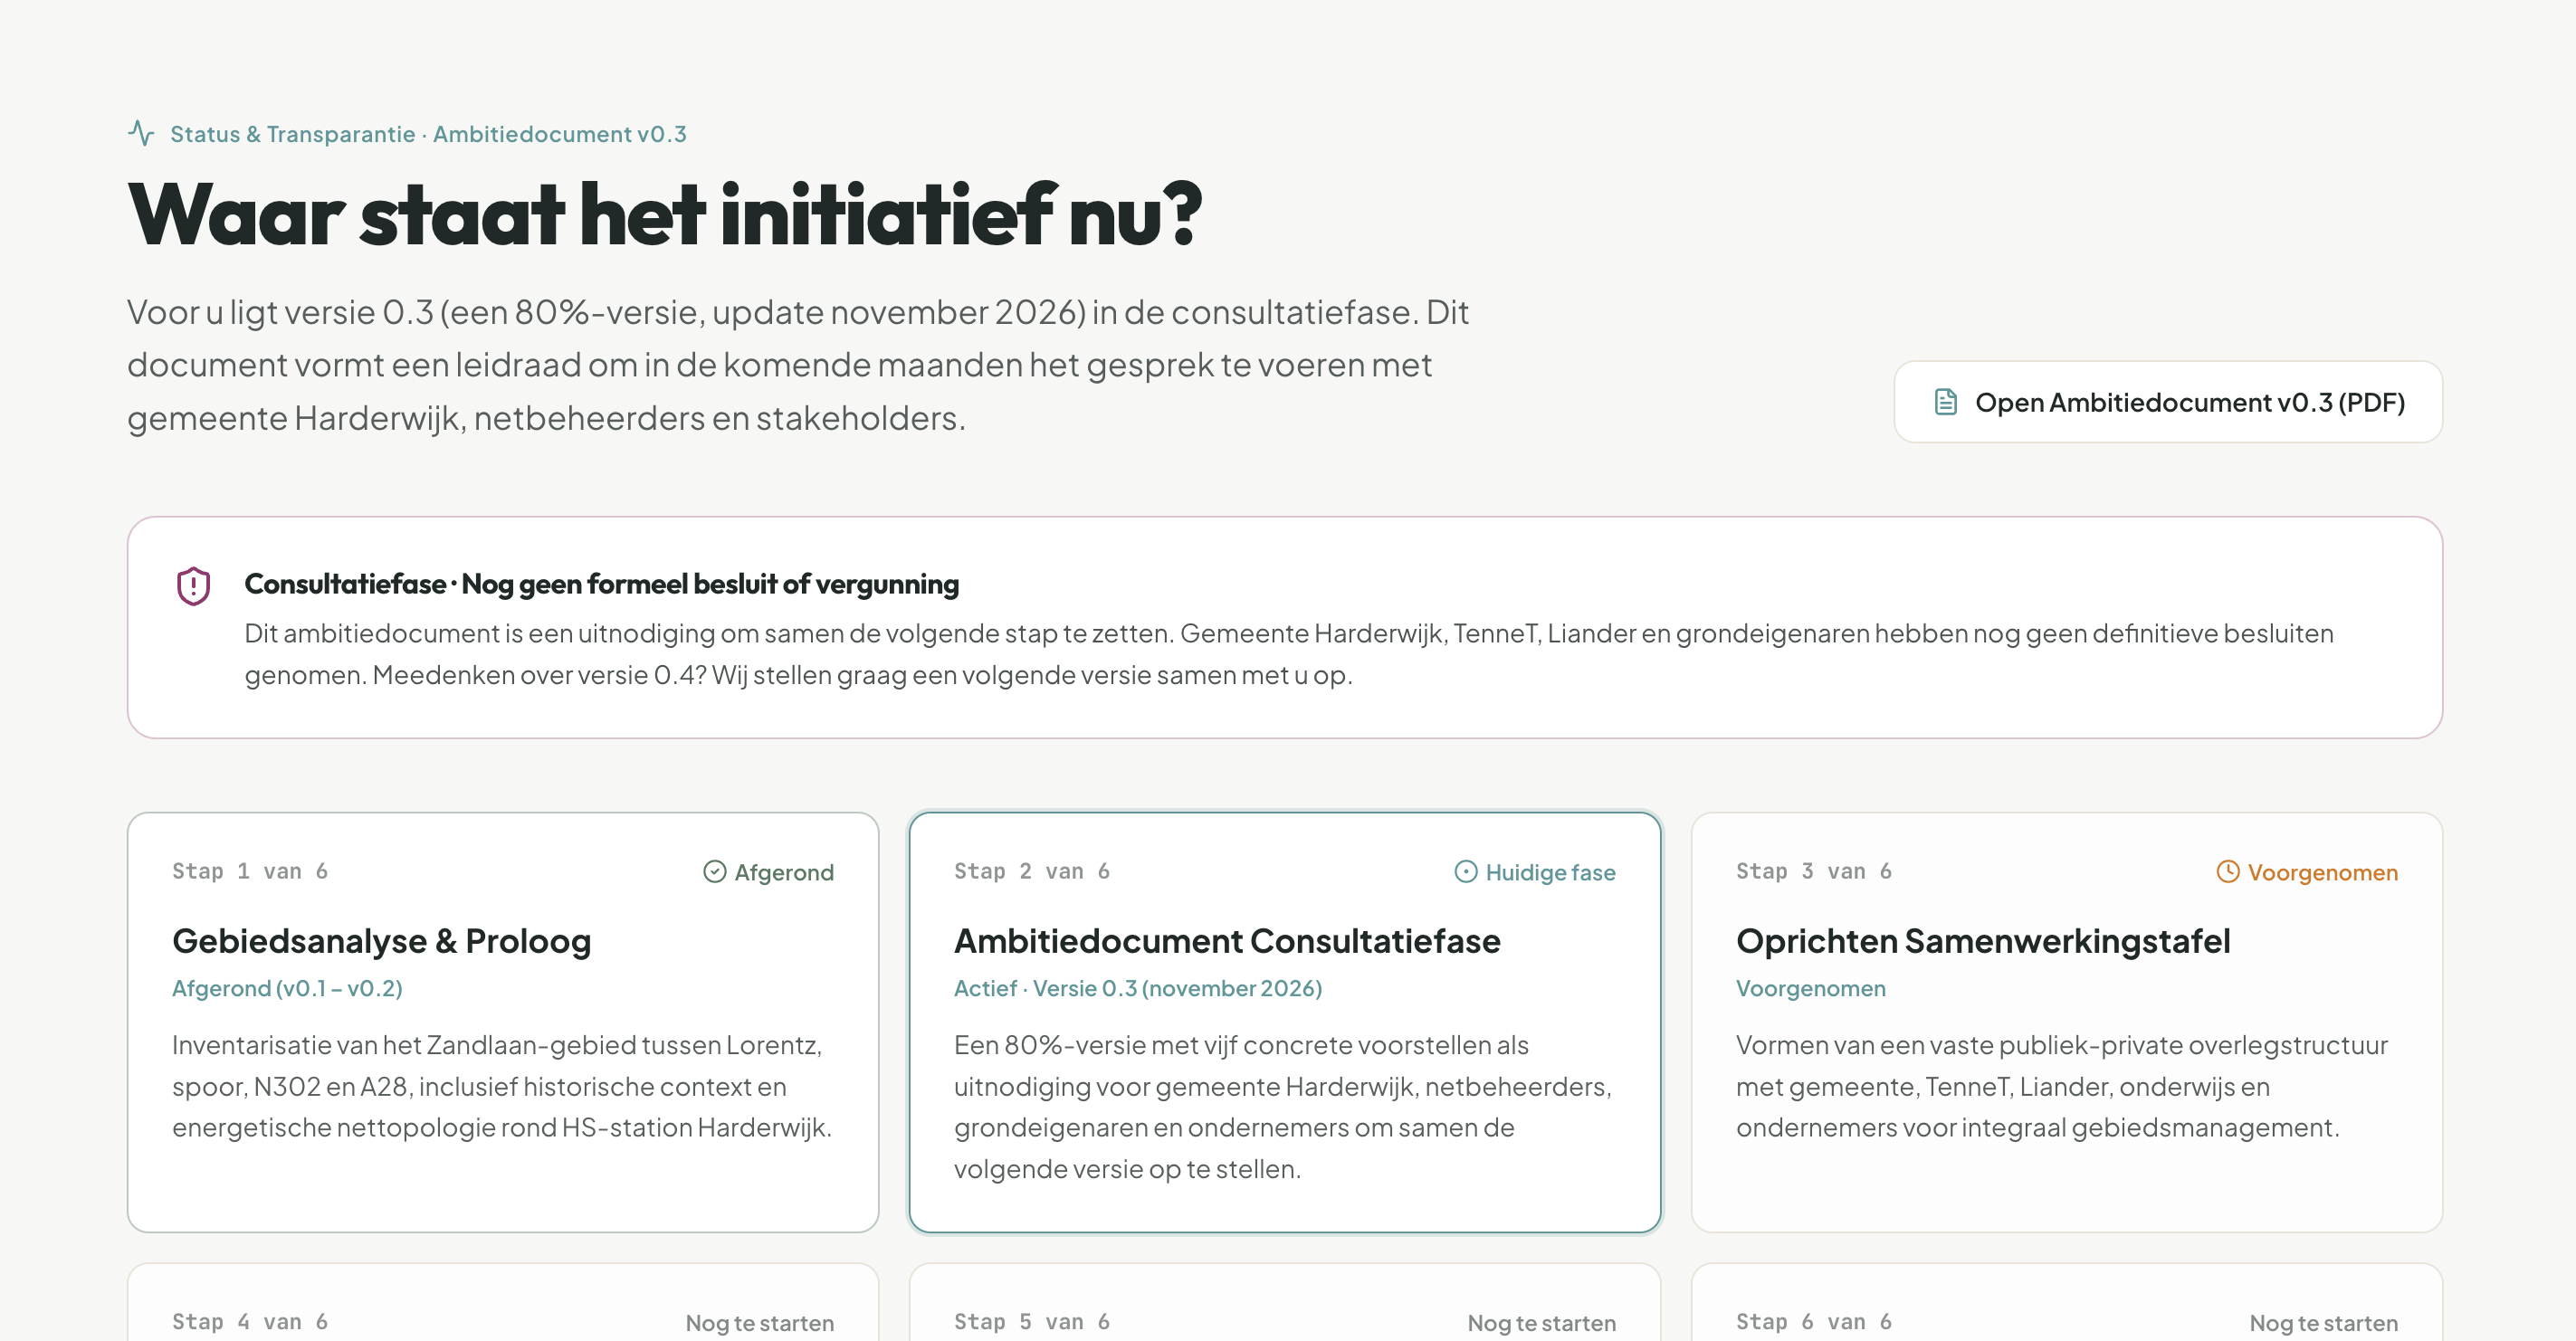 Status & Transparantie · Ambitiedocument v0.3
Waar staat het initiatief nu?
Voor u ligt versie 0.3 (een 80%-versie, update november 2026) in de consultatiefase. Dit
document vormt een leidraad om in de komende maanden het gesprek te voeren met
gemeente Harderwijk, netbeheerders en stakeholders.
Open Ambitiedocument v0.3 (PDF)
Consultatiefase · Nog geen formeel besluit of vergunning
Dit ambitiedocument is een uitnodiging om samen de volgende stap te zetten. Gemeente Harderwijk, TenneT, Liander en grondeigenaren hebben nog geen definitieve besluiten
genomen. Meedenken over versie 0.4? Wij stellen graag een volgende versie samen met u op.
Stap 1 van 6
Afgerond
Gebiedsanalyse & Proloog
Afgerond (v0.1 – v0.2)
Inventarisatie van het Zandlaan-gebied tussen Lorentz,
spoor, N302 en A28, inclusief historische context en
energetische nettopologie rond HS-station Harderwijk.
Stap 2 van 6
Huidige fase
Ambitiedocument Consultatiefase
Actief · Versie 0.3 (november 2026)
Een 80%-versie met vijf concrete voorstellen als
uitnodiging voor gemeente Harderwijk, netbeheerders,
grondeigenaren en ondernemers om samen de
volgende versie op te stellen.
Stap 3 van 6
Voorgenomen
Oprichten Samenwerkingstafel
Voorgenomen
Vormen van een vaste publiek-private overlegstructuur
met gemeente, TenneT, Liander, onderwijs en
ondernemers voor integraal gebiedsmanagement.
Stap 4 van 6
Nog te starten
Stap 5 van 6
Nog te starten
Stap 6 van 6
Nog te starten